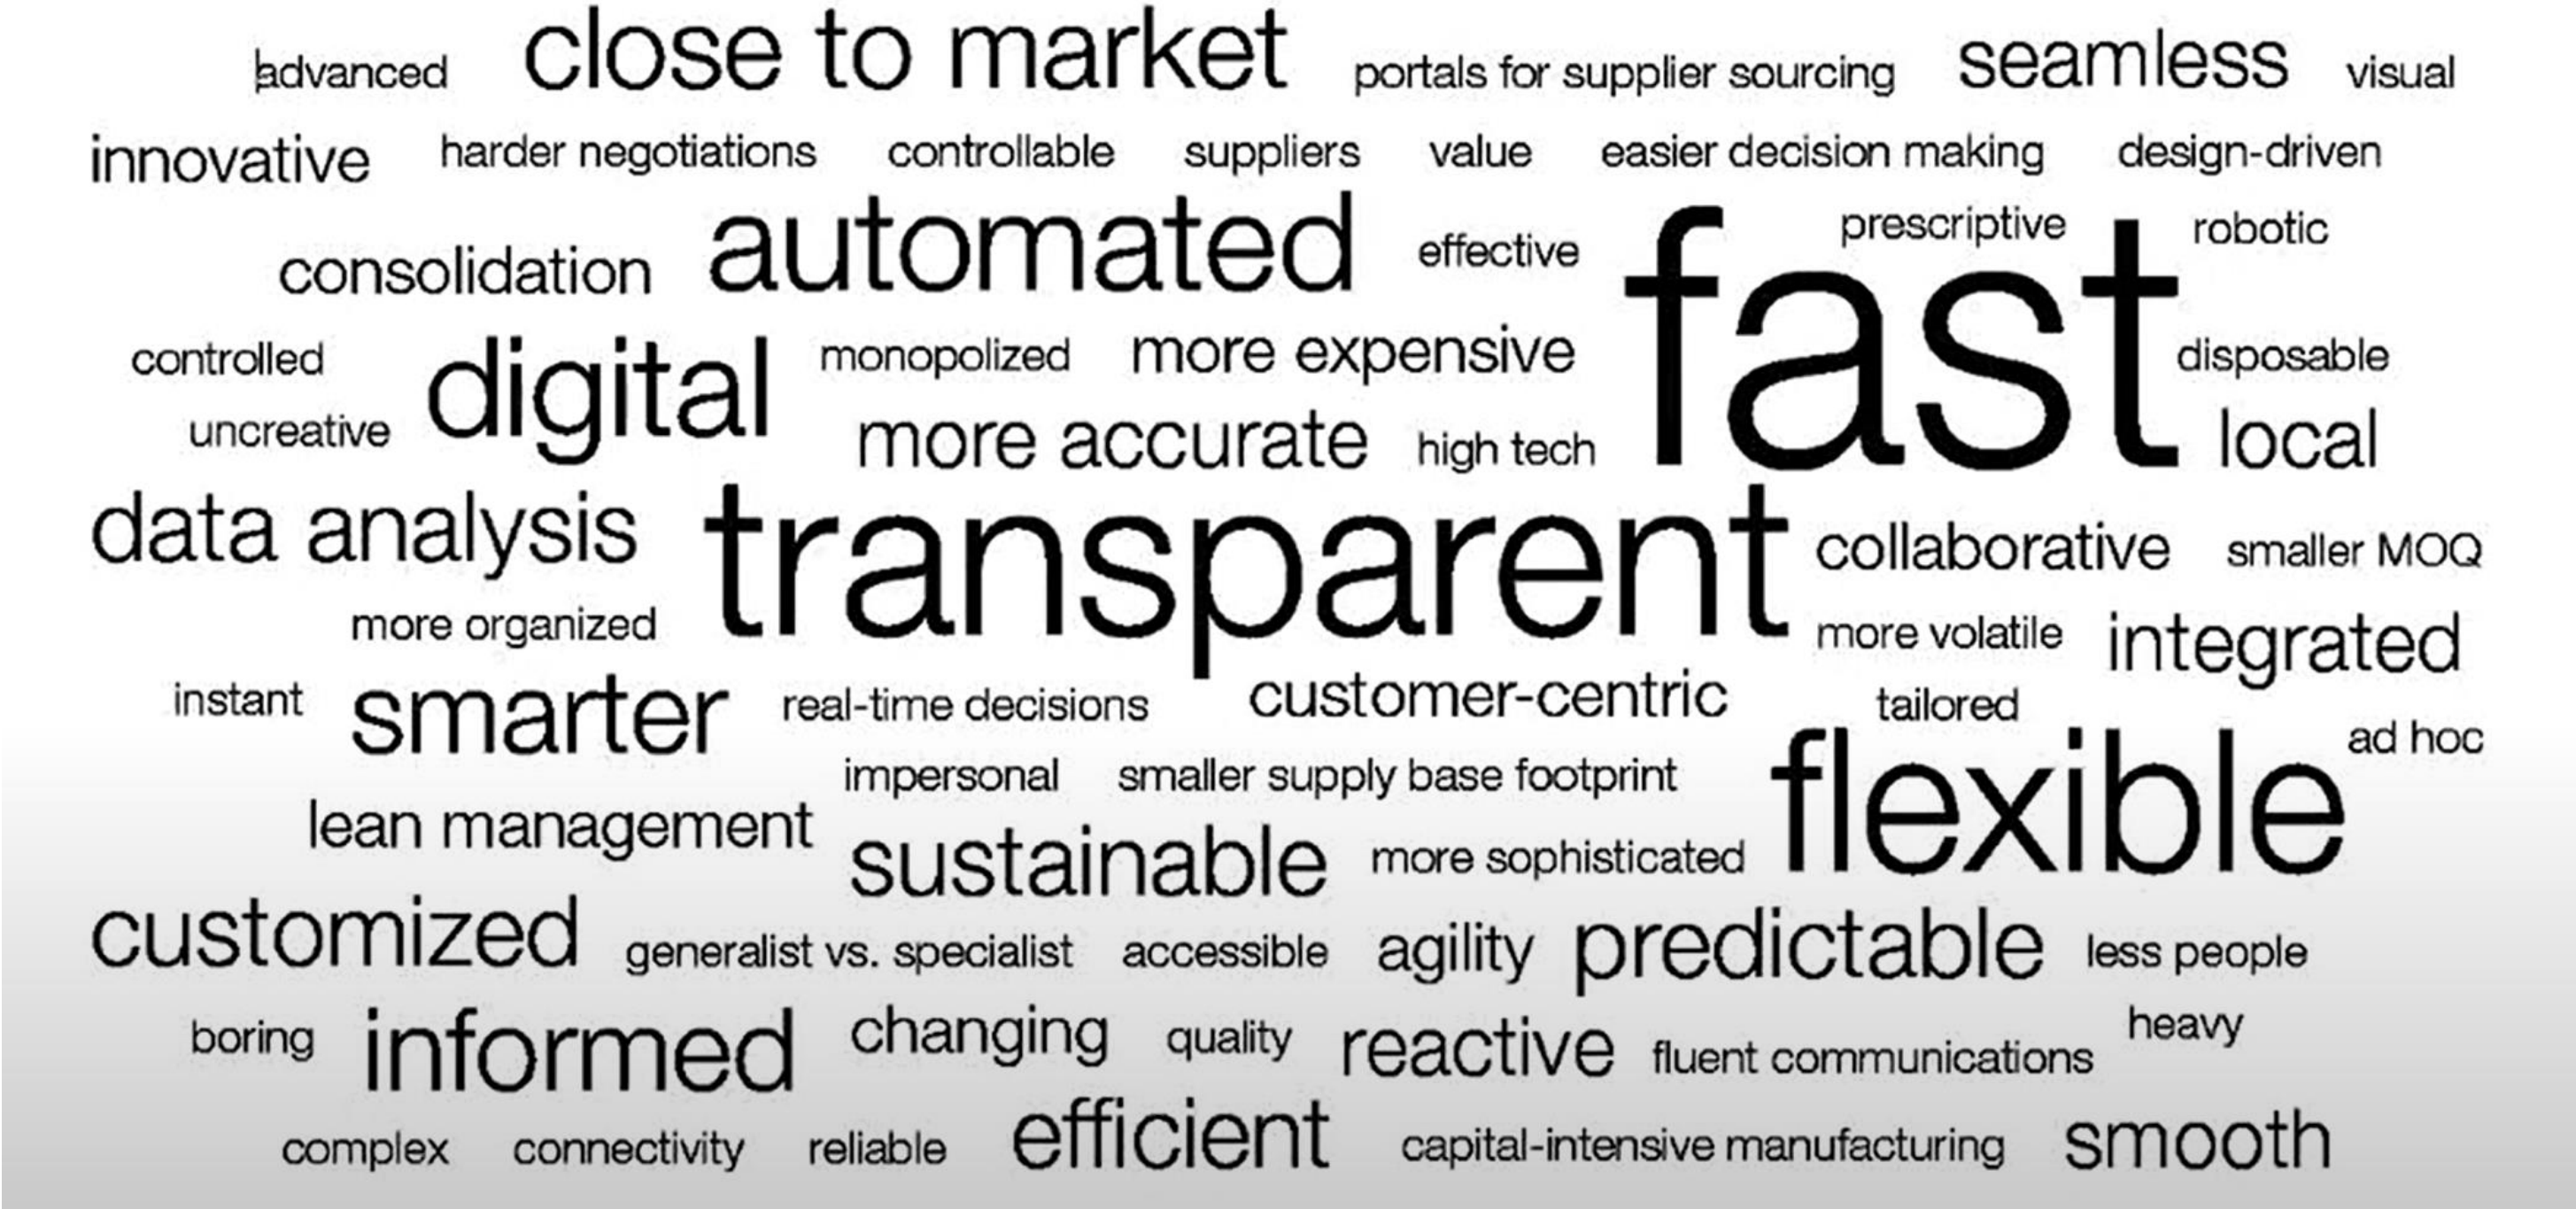 advanced close to market portals for supplier sourcing seamless visual
innovative harder negotiations controllable suppliers value easier decision making design-driven
consolidation automated effective fast prescriptive robotic
controlled digital monopolized more expensive disposable
uncreative more accurate high tech local
data analysis transparent collaborative smaller MOQ
more organized more volatile integrated
instant smarter real-time decisions customer-centric tailored
impersonal smaller supply base footprint flexible ad hoc
lean management sustainable more sophisticated
customized generalist vs. specialist accessible agility predictable less people
boring informed changing quality reactive fluent communications heavy
complex connectivity reliable efficient capital-intensive manufacturing smooth